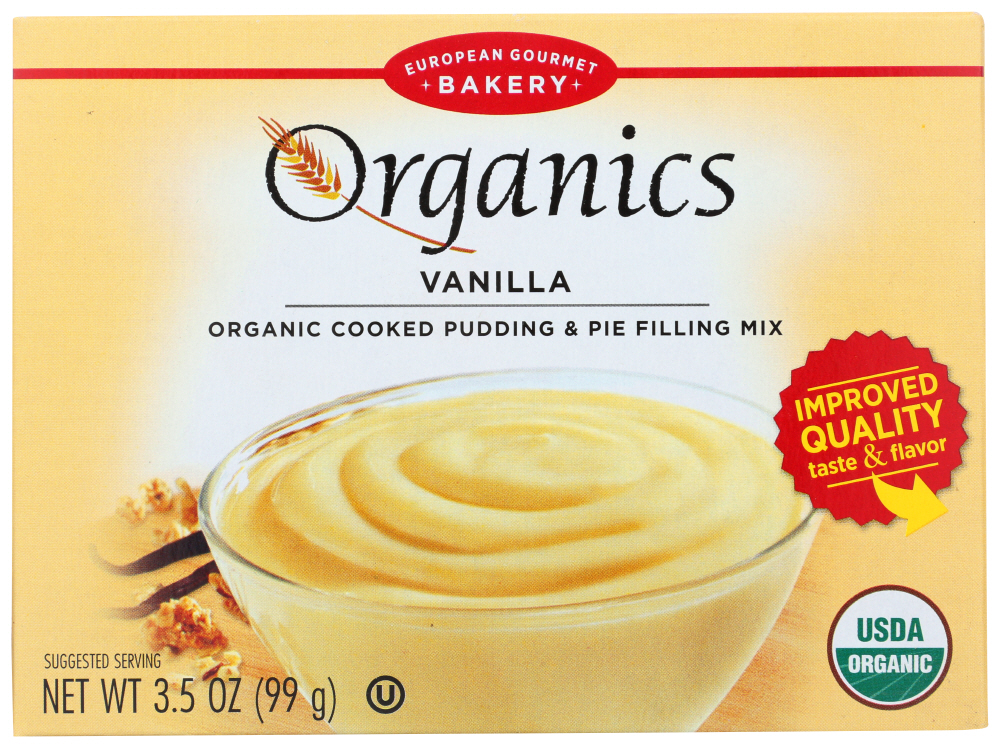 EUROPEAN GOURMET
BAKERY
Organics
VANILLA
ORGANIC COOKED PUDDING & PIE FILLING MIX
IMPROVED
QUALITY
taste & flavor
USDA
ORGANIC
SUGGESTED SERVING
NET WT 3.5 OZ (99 g)
U